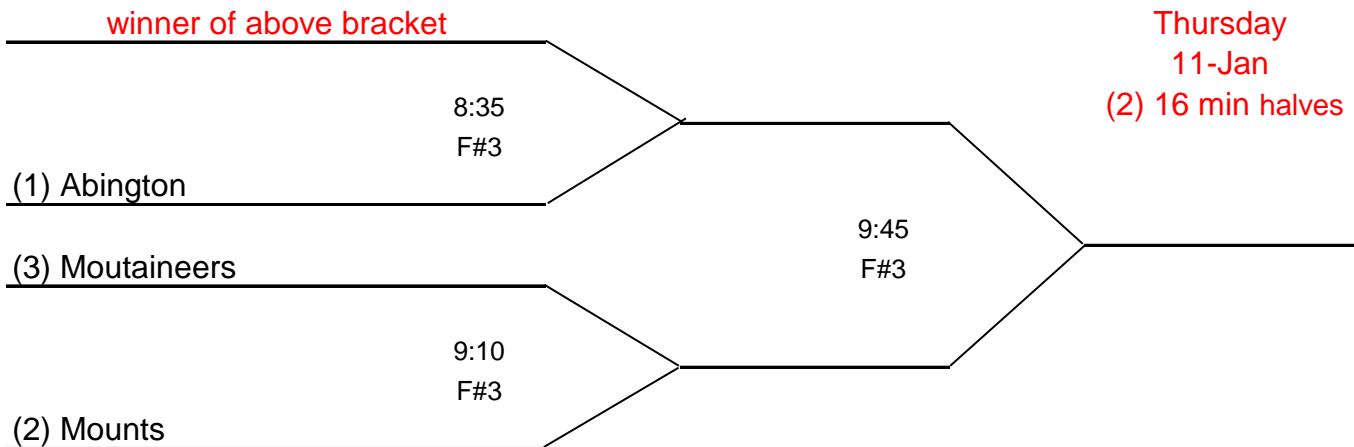 winner of above bracket
Thursday
11-Jan
(2) 16 min halves
8:35
F#3
(1) Abington
9:45
F#3
(3) Moutaineers
9:10
F#3
(2) Mounts